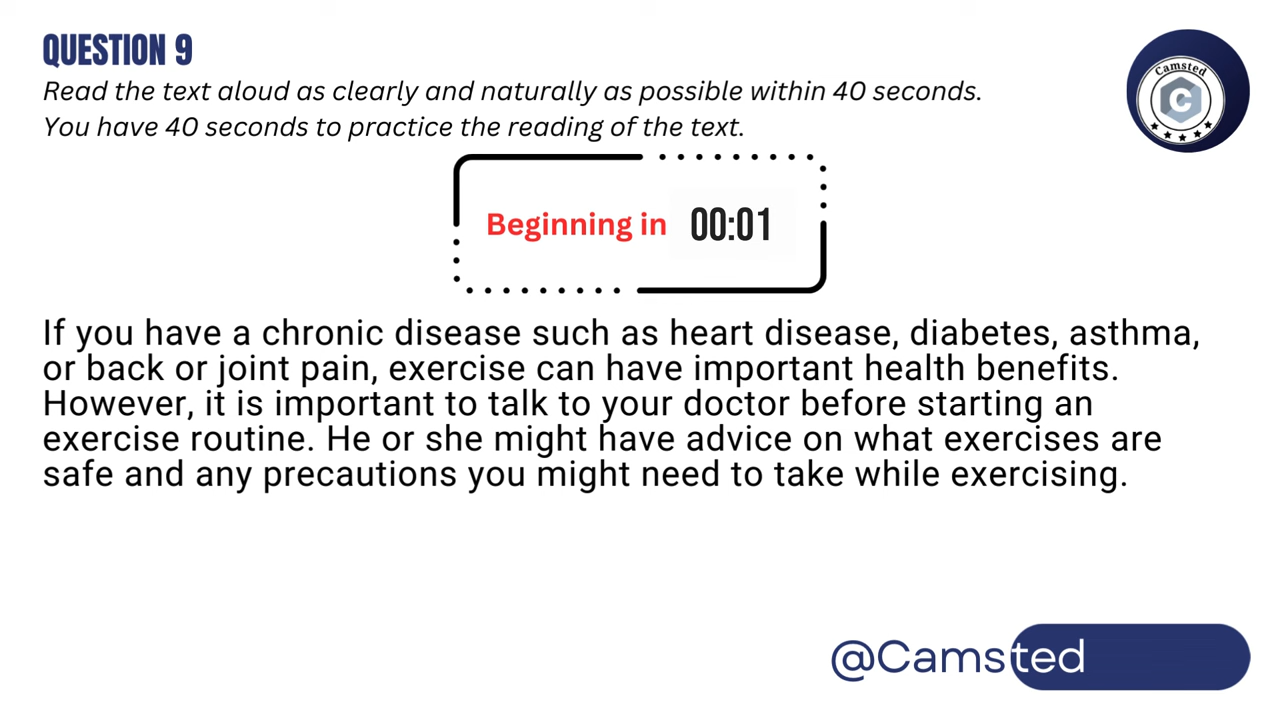 QUESTION 9
Read the text aloud as clearly and naturally as possible within 40 seconds.
You have 40 seconds to practice the reading of the text.
Camsted
C
Beginning in 00:01
If you have a chronic disease such as heart disease, diabetes, asthma,
or back or joint pain, exercise can have important health benefits.
However, it is important to talk to your doctor before starting an
exercise routine. He or she might have advice on what exercises are
safe and any precautions you might need to take while exercising.
@Camsted